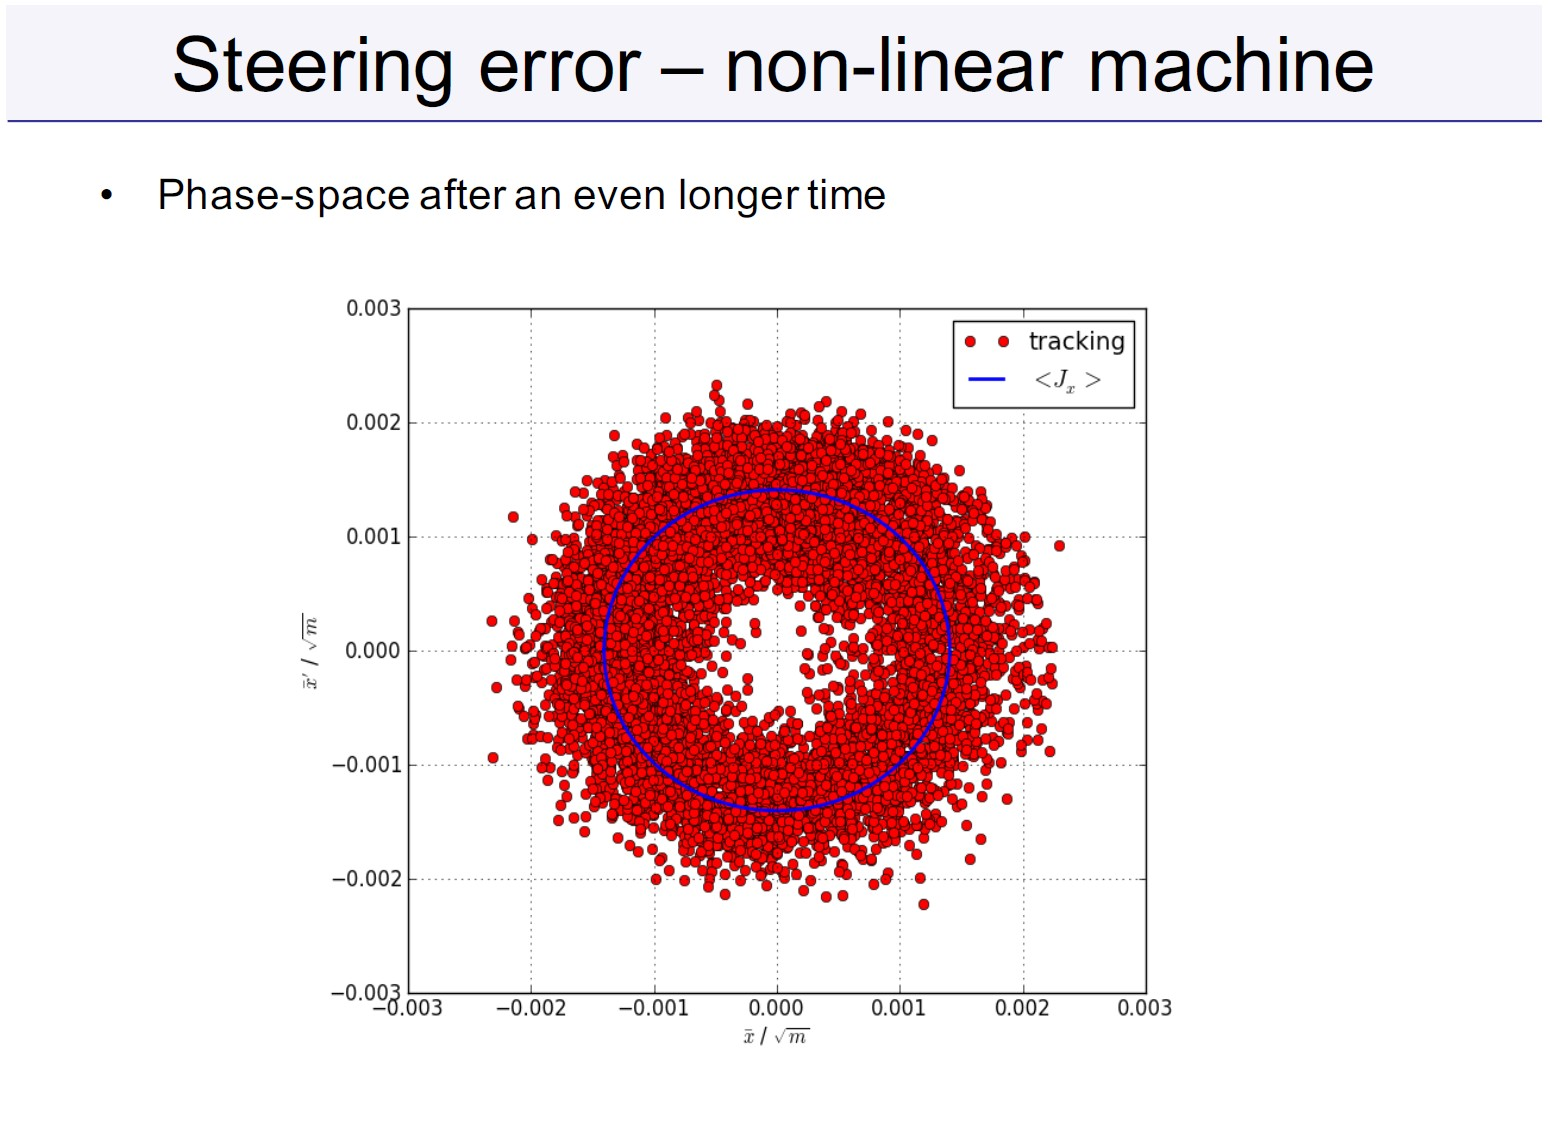 Steering error – non-linear machine
• Phase-space after an even longer time
0.003
0.002
0.001
0.000
−0.001
−0.002
−0.003
−0.003 −0.002 −0.001 0.000 0.001 0.002 0.003
x̄ / √m
x̄′ / √m
tracking
<J_x>